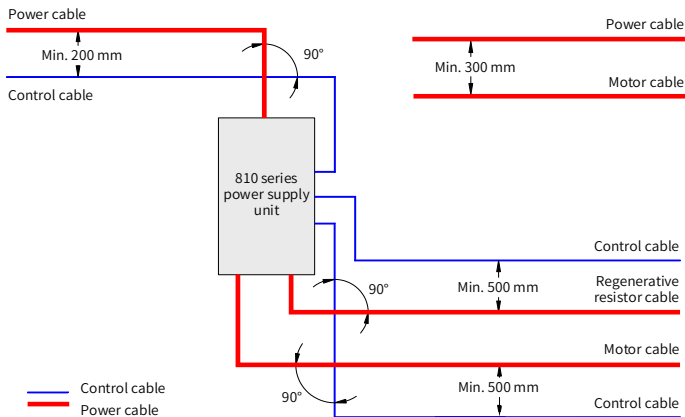 Power cable
Min. 200 mm
Control cable
90°
Power cable
Min. 300 mm
Motor cable
810 series
power supply
unit
Control cable
Min. 500 mm
Regenerative
resistor cable
90°
Motor cable
Min. 500 mm
Control cable
90°
Control cable
Power cable